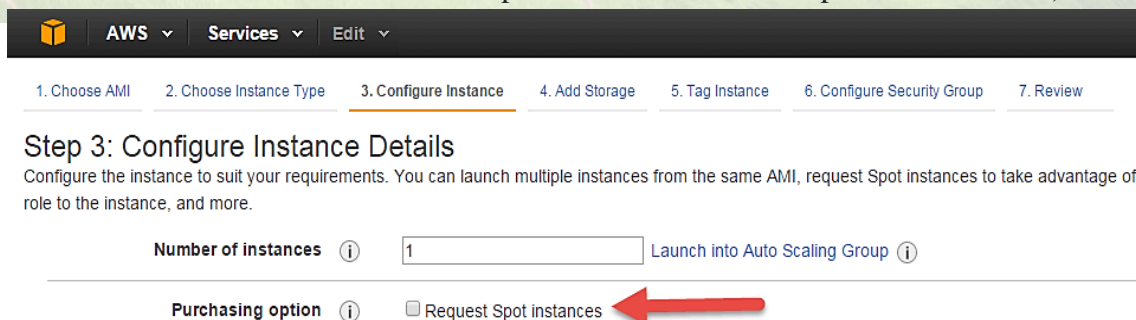 AWS Services Edit
1. Choose AMI 2. Choose Instance Type 3. Configure Instance 4. Add Storage 5. Tag Instance 6. Configure Security Group 7. Review
Step 3: Configure Instance Details
Configure the instance to suit your requirements. You can launch multiple instances from the same AMI, request Spot instances to take advantage of
role to the instance, and more.
Number of instances i 1 Launch into Auto Scaling Group i
Purchasing option i Request Spot instances